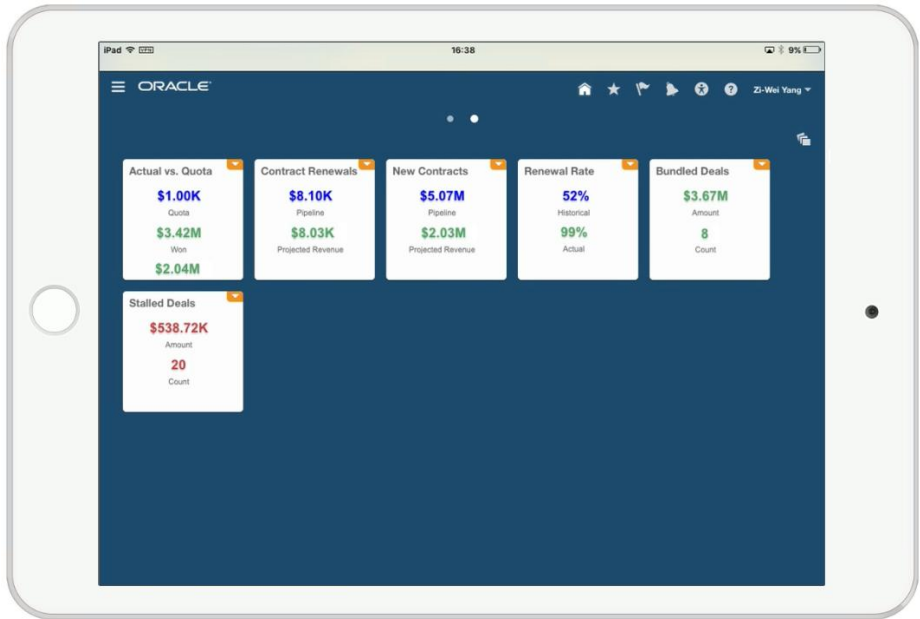 iPad VPN 16:38 9%
ORACLE Zi-Wei Yang
Actual vs. Quota
$1.00K
Quota
$3.42M
Won
$2.04M
Contract Renewals
$8.10K
Pipeline
$8.03K
Projected Revenue
New Contracts
$5.07M
Pipeline
$2.03M
Projected Revenue
Renewal Rate
52%
Historical
99%
Actual
Bundled Deals
$3.67M
Amount
8
Count
Stalled Deals
$538.72K
Amount
20
Count